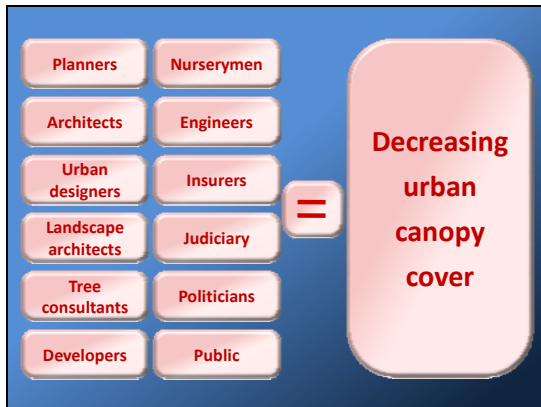 Planners
Nurserymen
Architects
Engineers
Urban
designers
Insurers
Landscape
architects
Judiciary
Tree
consultants
Politicians
Developers
Public
=
Decreasing
urban
canopy
cover